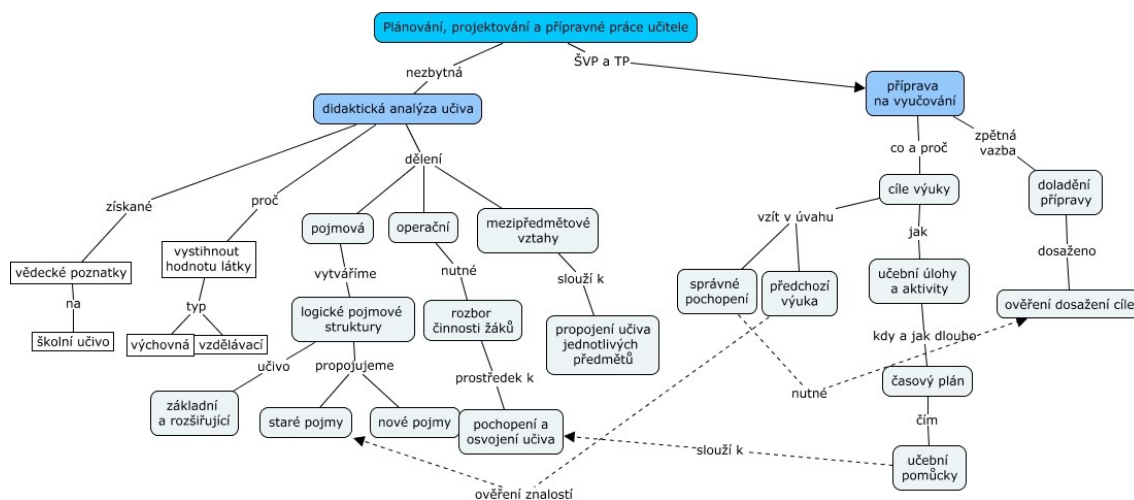 Plánování, projektování a přípravné práce učitele
nezbytná
ŠVP a TP
didaktická analýza učiva
příprava
na vyučování
dělení
co a proč
zpětná
vazba
získané
proč
cíle výuky
doladění
přípravy
vzít v úvahu
pojmová
operační
mezipředmětové
vztahy
jak
vědecké poznatky
vystihnout
hodnotu látky
vytváříme
nutné
slouží k
správné
pochopení
předchozí
výuka
učební úlohy
a aktivity
dosaženo
na
typ
logické pojmové
struktury
rozbor
činnosti žáků
ověření dosažení cíle
školní učivo
výchovná
vzdělávací
propojení učiva
jednotlivých
předmětů
kdy a jak dlouho
učivo
propojujeme
prostředek k
nutné
časový plán
základní
a rozšiřující
staré pojmy
nové pojmy
pochopení a
osvojení učiva
čím
slouží k
učební
pomůcky
ověření znalostí